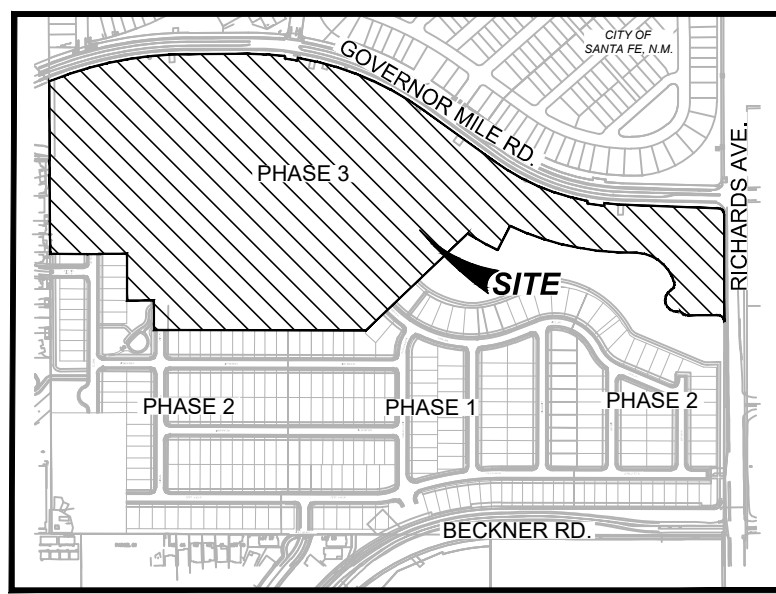 CITY OF
SANTA FE, N.M.
GOVERNOR MILE RD.
RICHARDS AVE.
PHASE 3
SITE
PHASE 2
PHASE 1
PHASE 2
BECKNER RD.